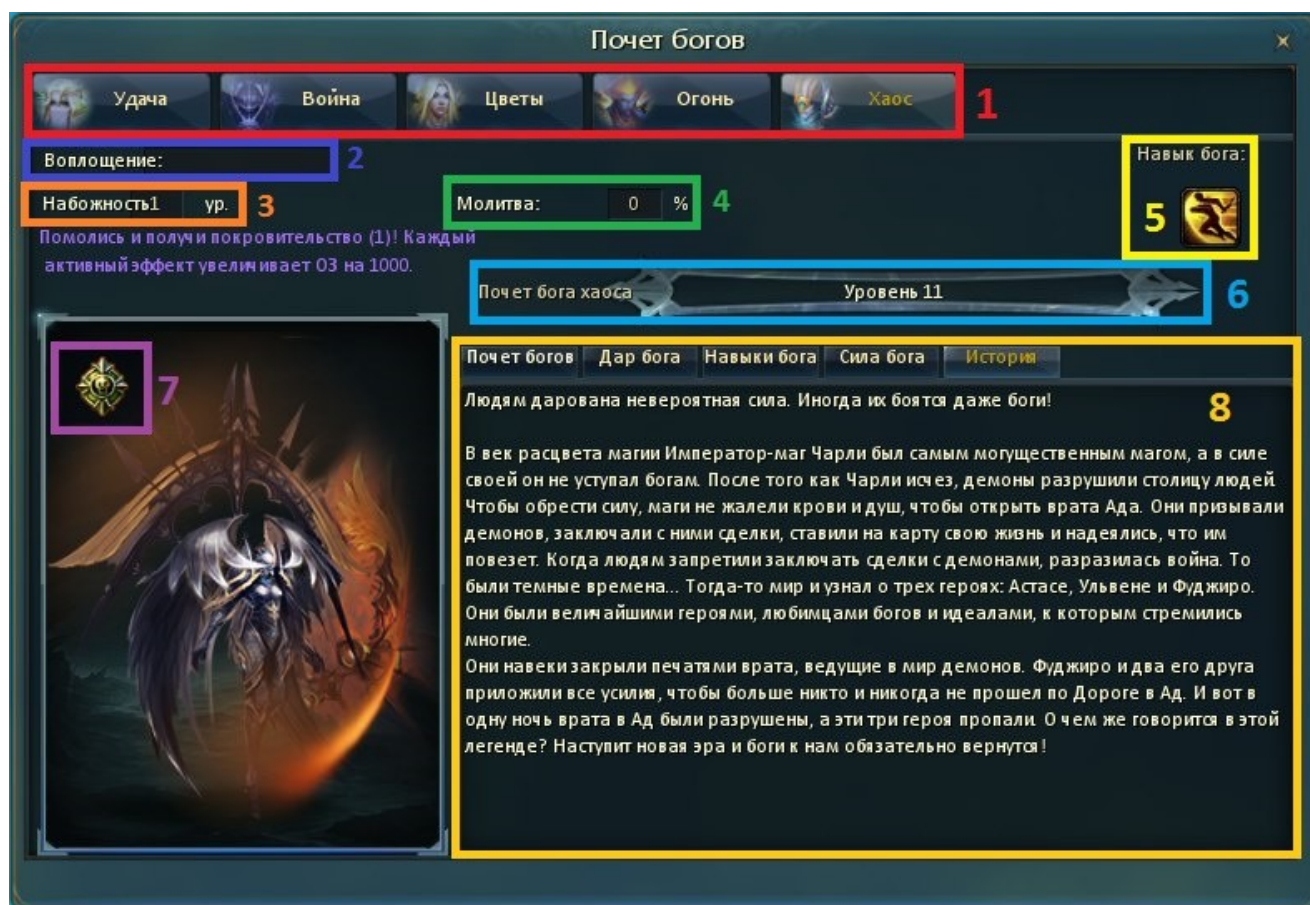 Почет богов
Удача Война Цветы Огонь Хаос 1
Воплощение: 2
Навык бога:
Набожность1 ур. 3
Молитва: 0 % 4
5
Помолись и получи покровительство (1)! Каждый
активный эффект увеличивает ОЗ на 1000.
Почет бога хаоса Уровень 11 6
7
Почет богов Дар бога Навыки бога Сила бога История
Людям дарована невероятная сила. Иногда их боятся даже боги!
8
В век расцвета магии Император-маг Чарли был самым могущественным магом, а в силе
своей он не уступал богам. После того как Чарли исчез, демоны разрушили столицу людей.
Чтобы обрести силу, маги не жалели крови и душ, чтобы открыть врата Ада. Они призывали
демонов, заключали с ними сделки, ставили на карту свою жизнь и надеялись, что им
повезет. Когда людям запретили заключать сделки с демонами, разразилась война. То
были темные времена... Тогда-то мир и узнал о трех героях: Астасе, Ульвене и Фуджиро.
Они были величайшими героями, любимцами богов и идеалами, к которым стремились
многие.
Они навеки закрыли печатями врата, ведущие в мир демонов. Фуджиро и два его друга
приложили все усилия, чтобы больше никто и никогда не прошел по Дороге в Ад. И вот в
одну ночь врата в Ад были разрушены, а эти три героя пропали. О чем же говорится в этой
легенде? Наступит новая эра и боги к нам обязательно вернутся!